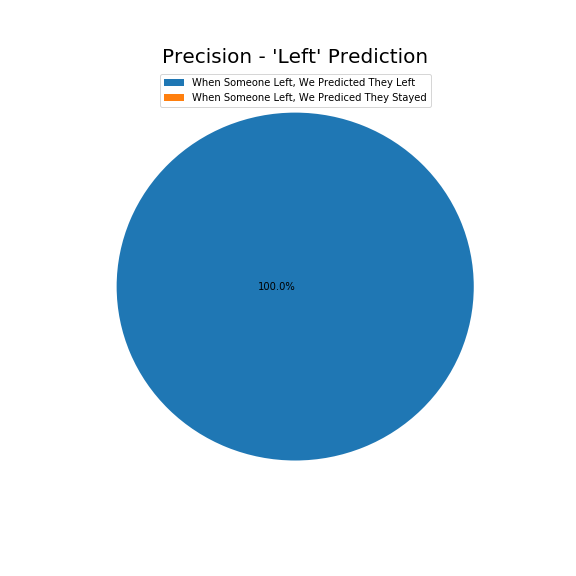 Precision - 'Left' Prediction
When Someone Left, We Predicted They Left
When Someone Left, We Prediced They Stayed
100.0%